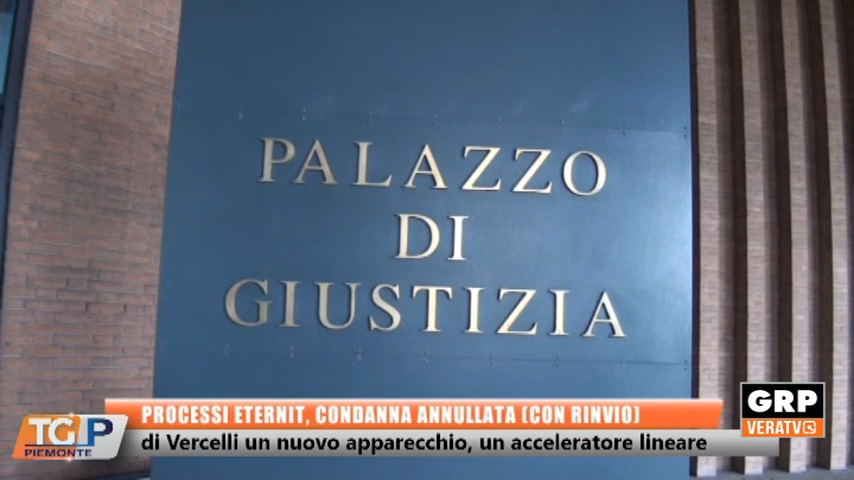 PALAZZO
DI
GIUSTIZIA
PROCESSI ETERNIT, CONDANNA ANNULLATA (CON RINVIO)
di Vercelli un nuovo apparecchio, un acceleratore lineare
TGP
PIEMONTE
GRP
VERATV